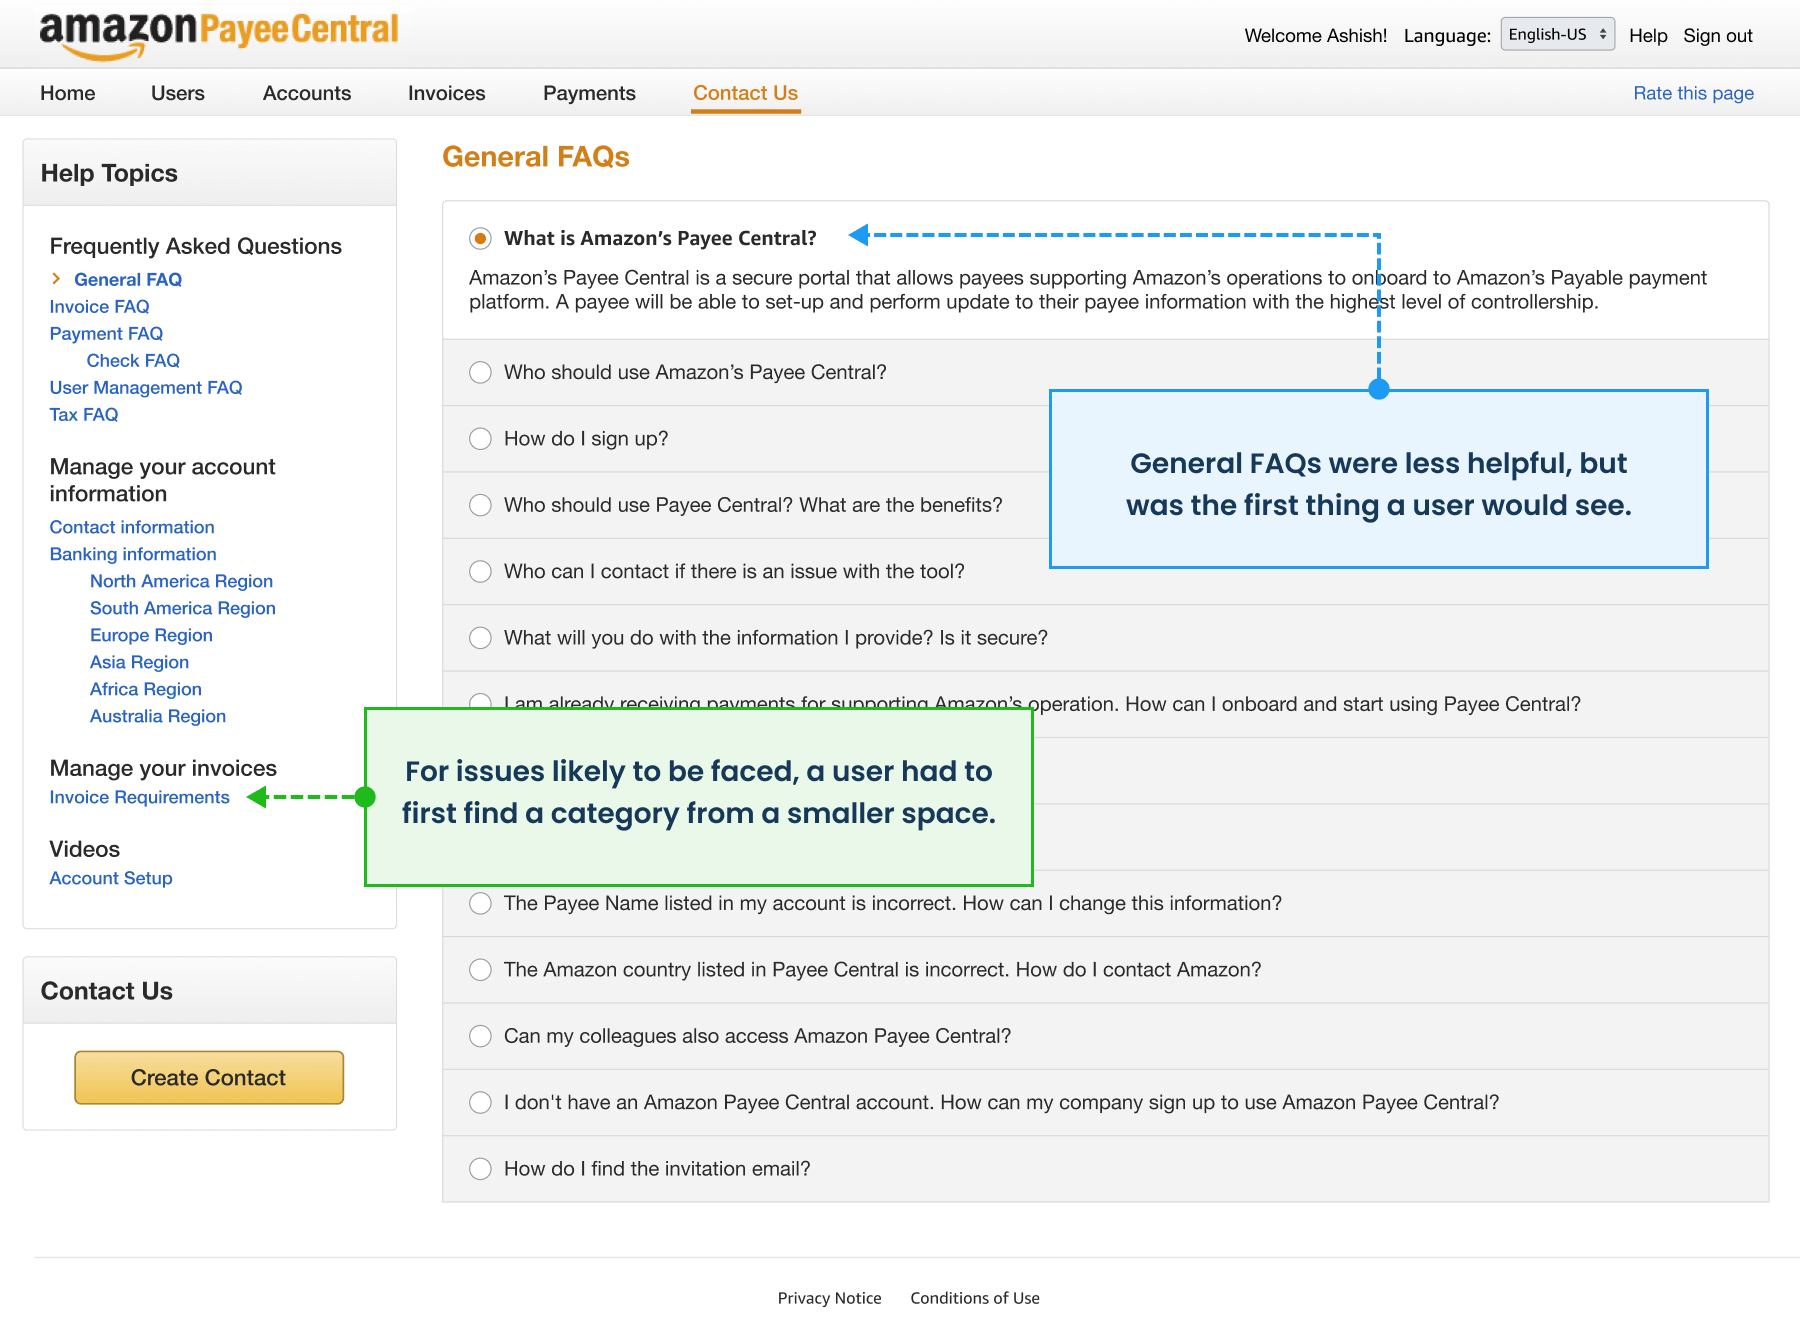 amazonPayeeCentral
Welcome Ashish! Language: English-US Help Sign out
Home Users Accounts Invoices Payments Contact Us Rate this page
Help Topics
Frequently Asked Questions
General FAQ
Invoice FAQ
Payment FAQ
Check FAQ
User Management FAQ
Tax FAQ
Manage your account
information
Contact information
Banking information
North America Region
South America Region
Europe Region
Asia Region
Africa Region
Australia Region
Manage your invoices
Invoice Requirements
Videos
Account Setup
Contact Us
Create Contact
General FAQs
What is Amazon’s Payee Central?
Amazon’s Payee Central is a secure portal that allows payees supporting Amazon’s operations to onboard to Amazon’s Payable payment
platform. A payee will be able to set-up and perform update to their payee information with the highest level of controllership.
Who should use Amazon’s Payee Central?
How do I sign up?
Who should use Payee Central? What are the benefits?
Who can I contact if there is an issue with the tool?
What will you do with the information I provide? Is it secure?
I am already receiving payments for supporting Amazon’s operation. How can I onboard and start using Payee Central?
The Payee Name listed in my account is incorrect. How can I change this information?
The Amazon country listed in Payee Central is incorrect. How do I contact Amazon?
Can my colleagues also access Amazon Payee Central?
I don't have an Amazon Payee Central account. How can my company sign up to use Amazon Payee Central?
How do I find the invitation email?
General FAQs were less helpful, but
was the first thing a user would see.
For issues likely to be faced, a user had to
first find a category from a smaller space.
Privacy Notice Conditions of Use